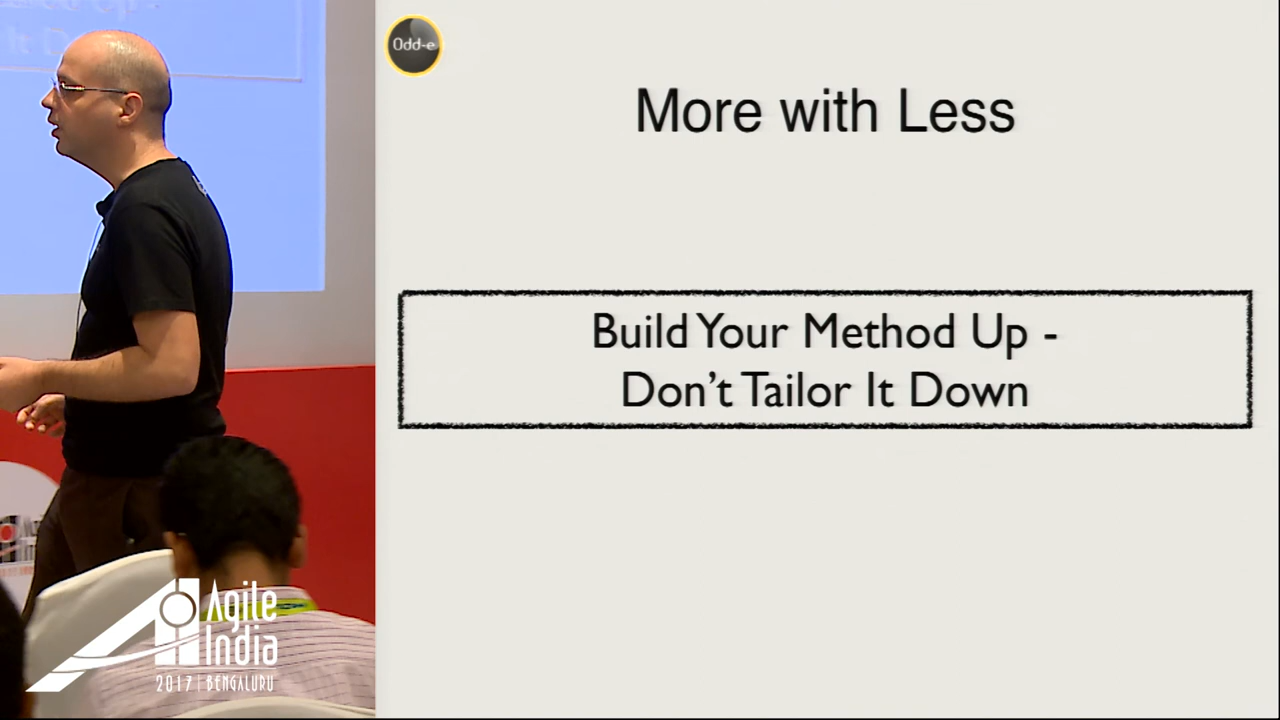 Odd-e
More with Less
Build Your Method Up -
Don't Tailor It Down
Agile
India
2017 | BENGALURU